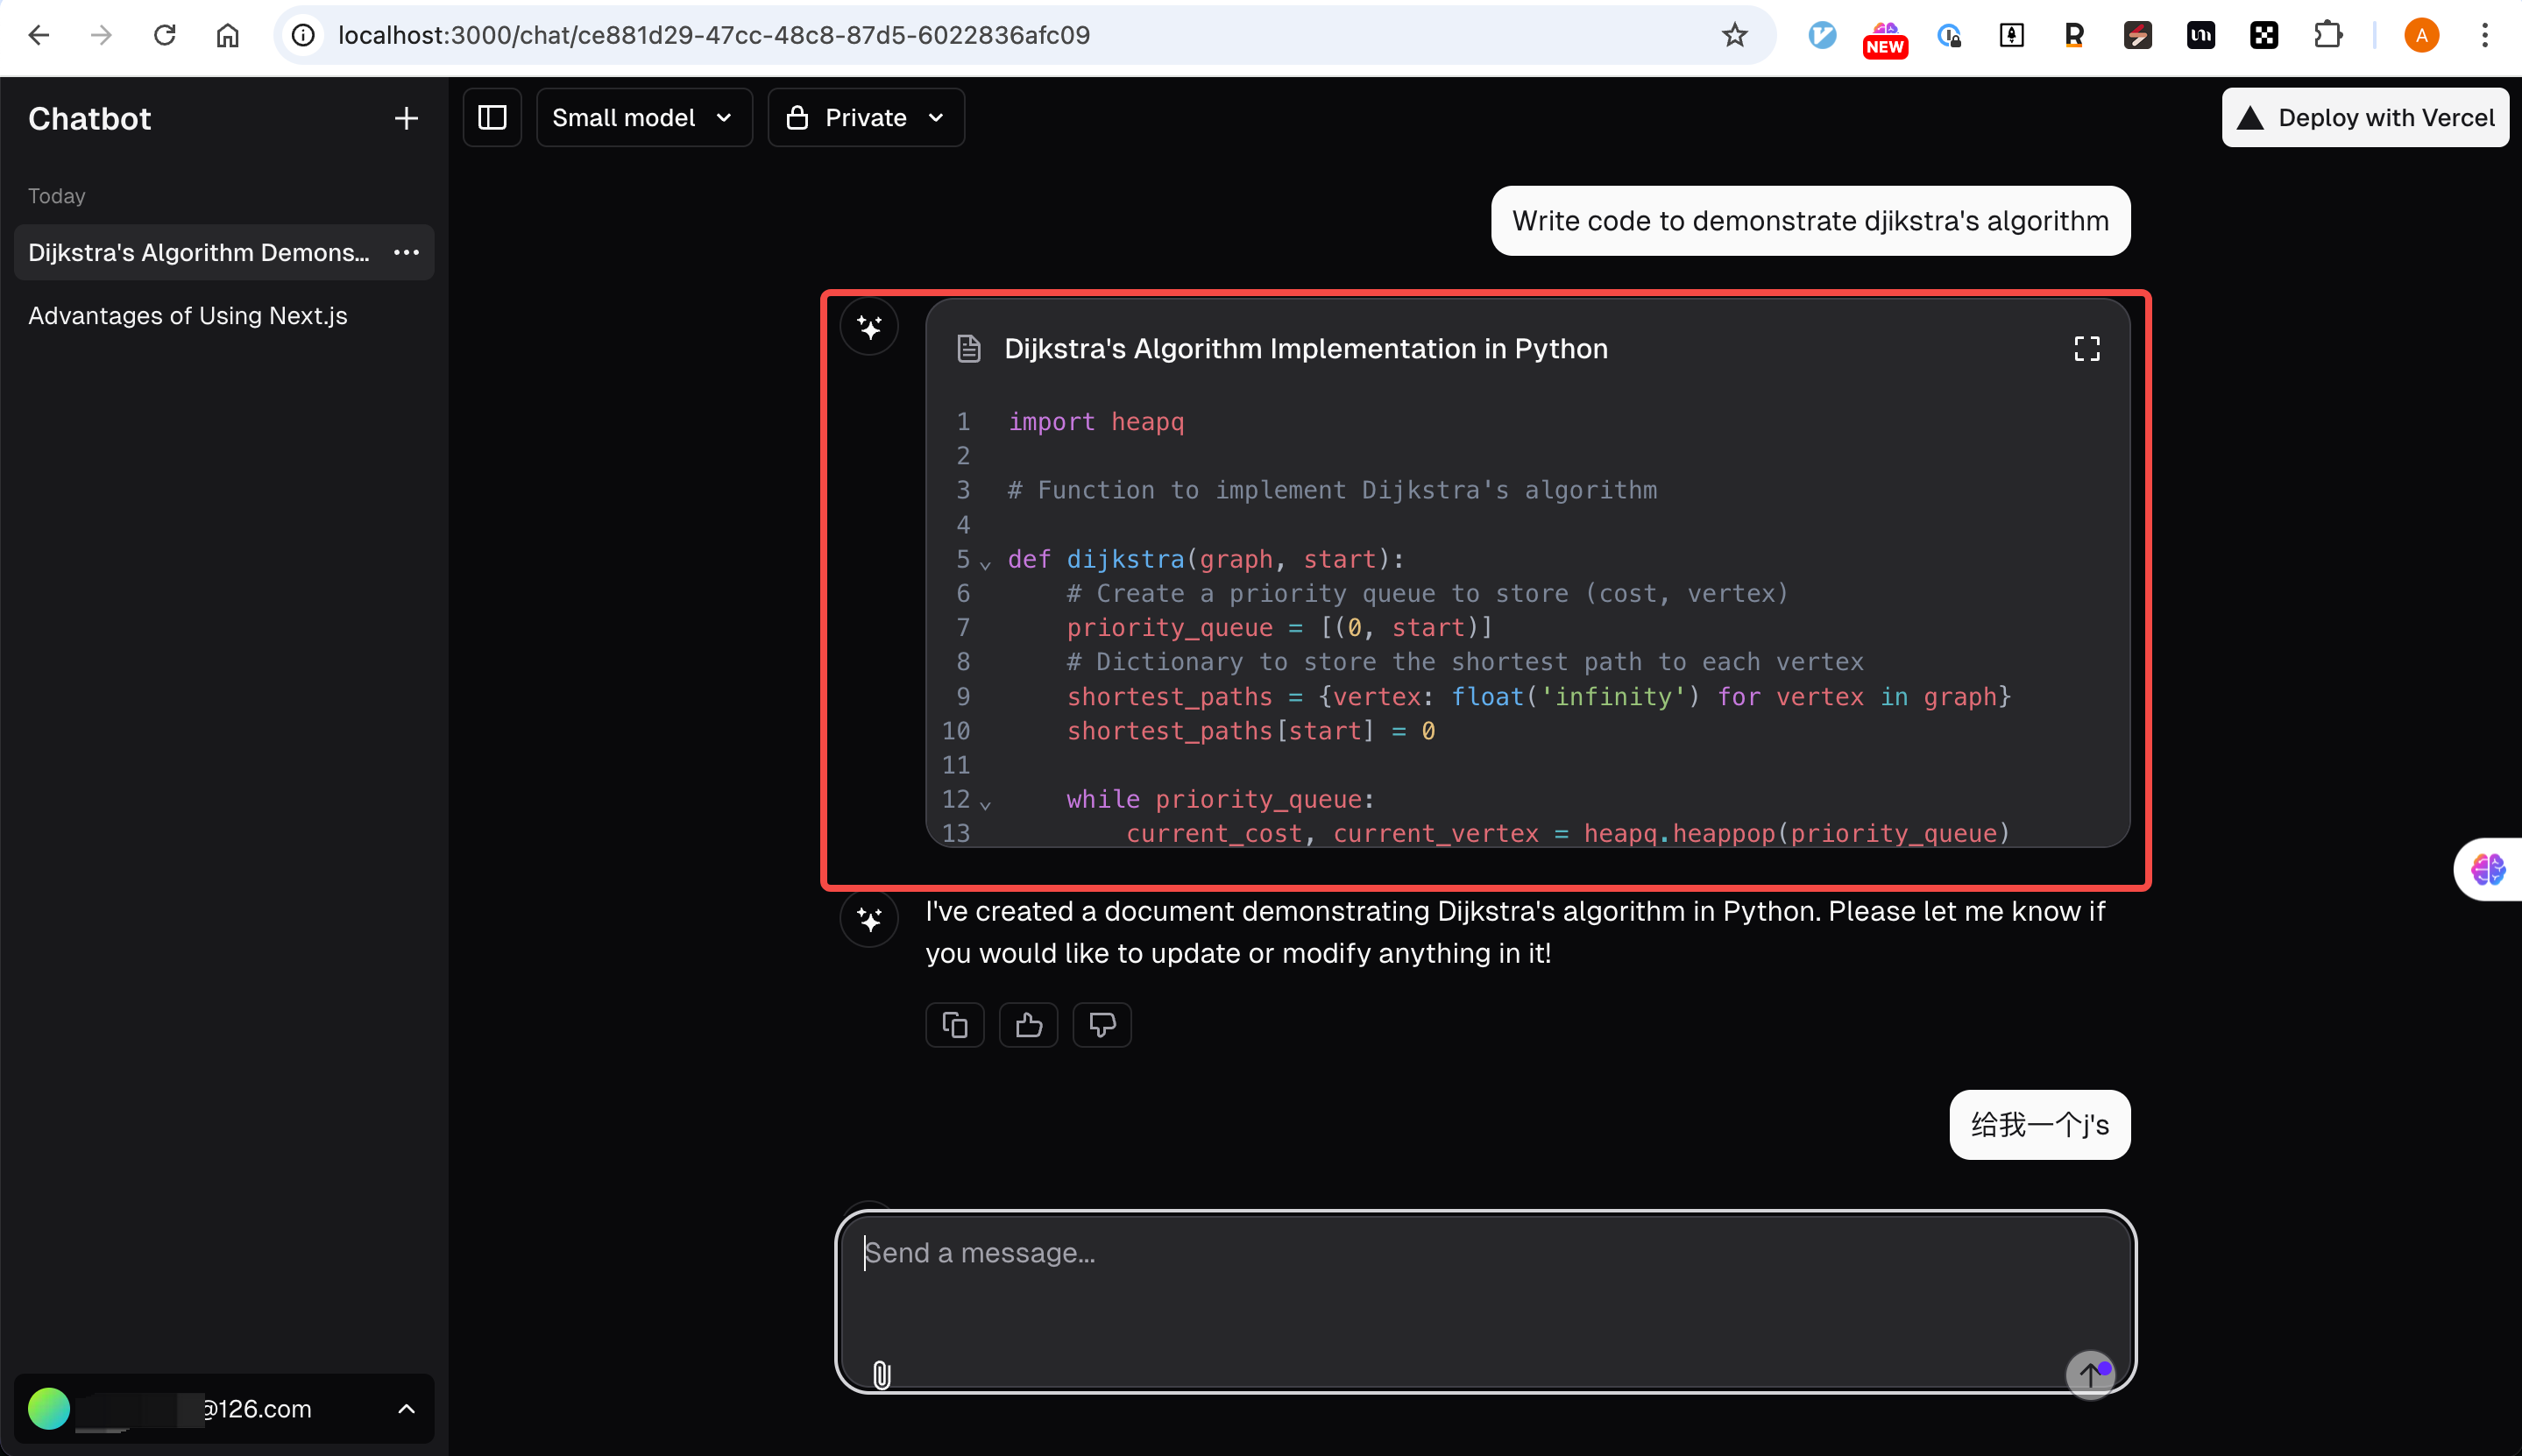 localhost:3000/chat/ce881d29-47cc-48c8-87d5-6022836afc09
NEW
A
Chatbot
Small model
Private
Deploy with Vercel
Today
Dijkstra's Algorithm Demons...
Advantages of Using Next.js
Write code to demonstrate djikstra's algorithm
Dijkstra's Algorithm Implementation in Python
1 import heapq
2
3 # Function to implement Dijkstra's algorithm
4
5 def dijkstra(graph, start):
6     # Create a priority queue to store (cost, vertex)
7     priority_queue = [(0, start)]
8     # Dictionary to store the shortest path to each vertex
9     shortest_paths = {vertex: float('infinity') for vertex in graph}
10     shortest_paths[start] = 0
11
12     while priority_queue:
13         current_cost, current_vertex = heapq.heappop(priority_queue)
I've created a document demonstrating Dijkstra's algorithm in Python. Please let me know if
you would like to update or modify anything in it!
给我一个j's
Send a message...
@126.com